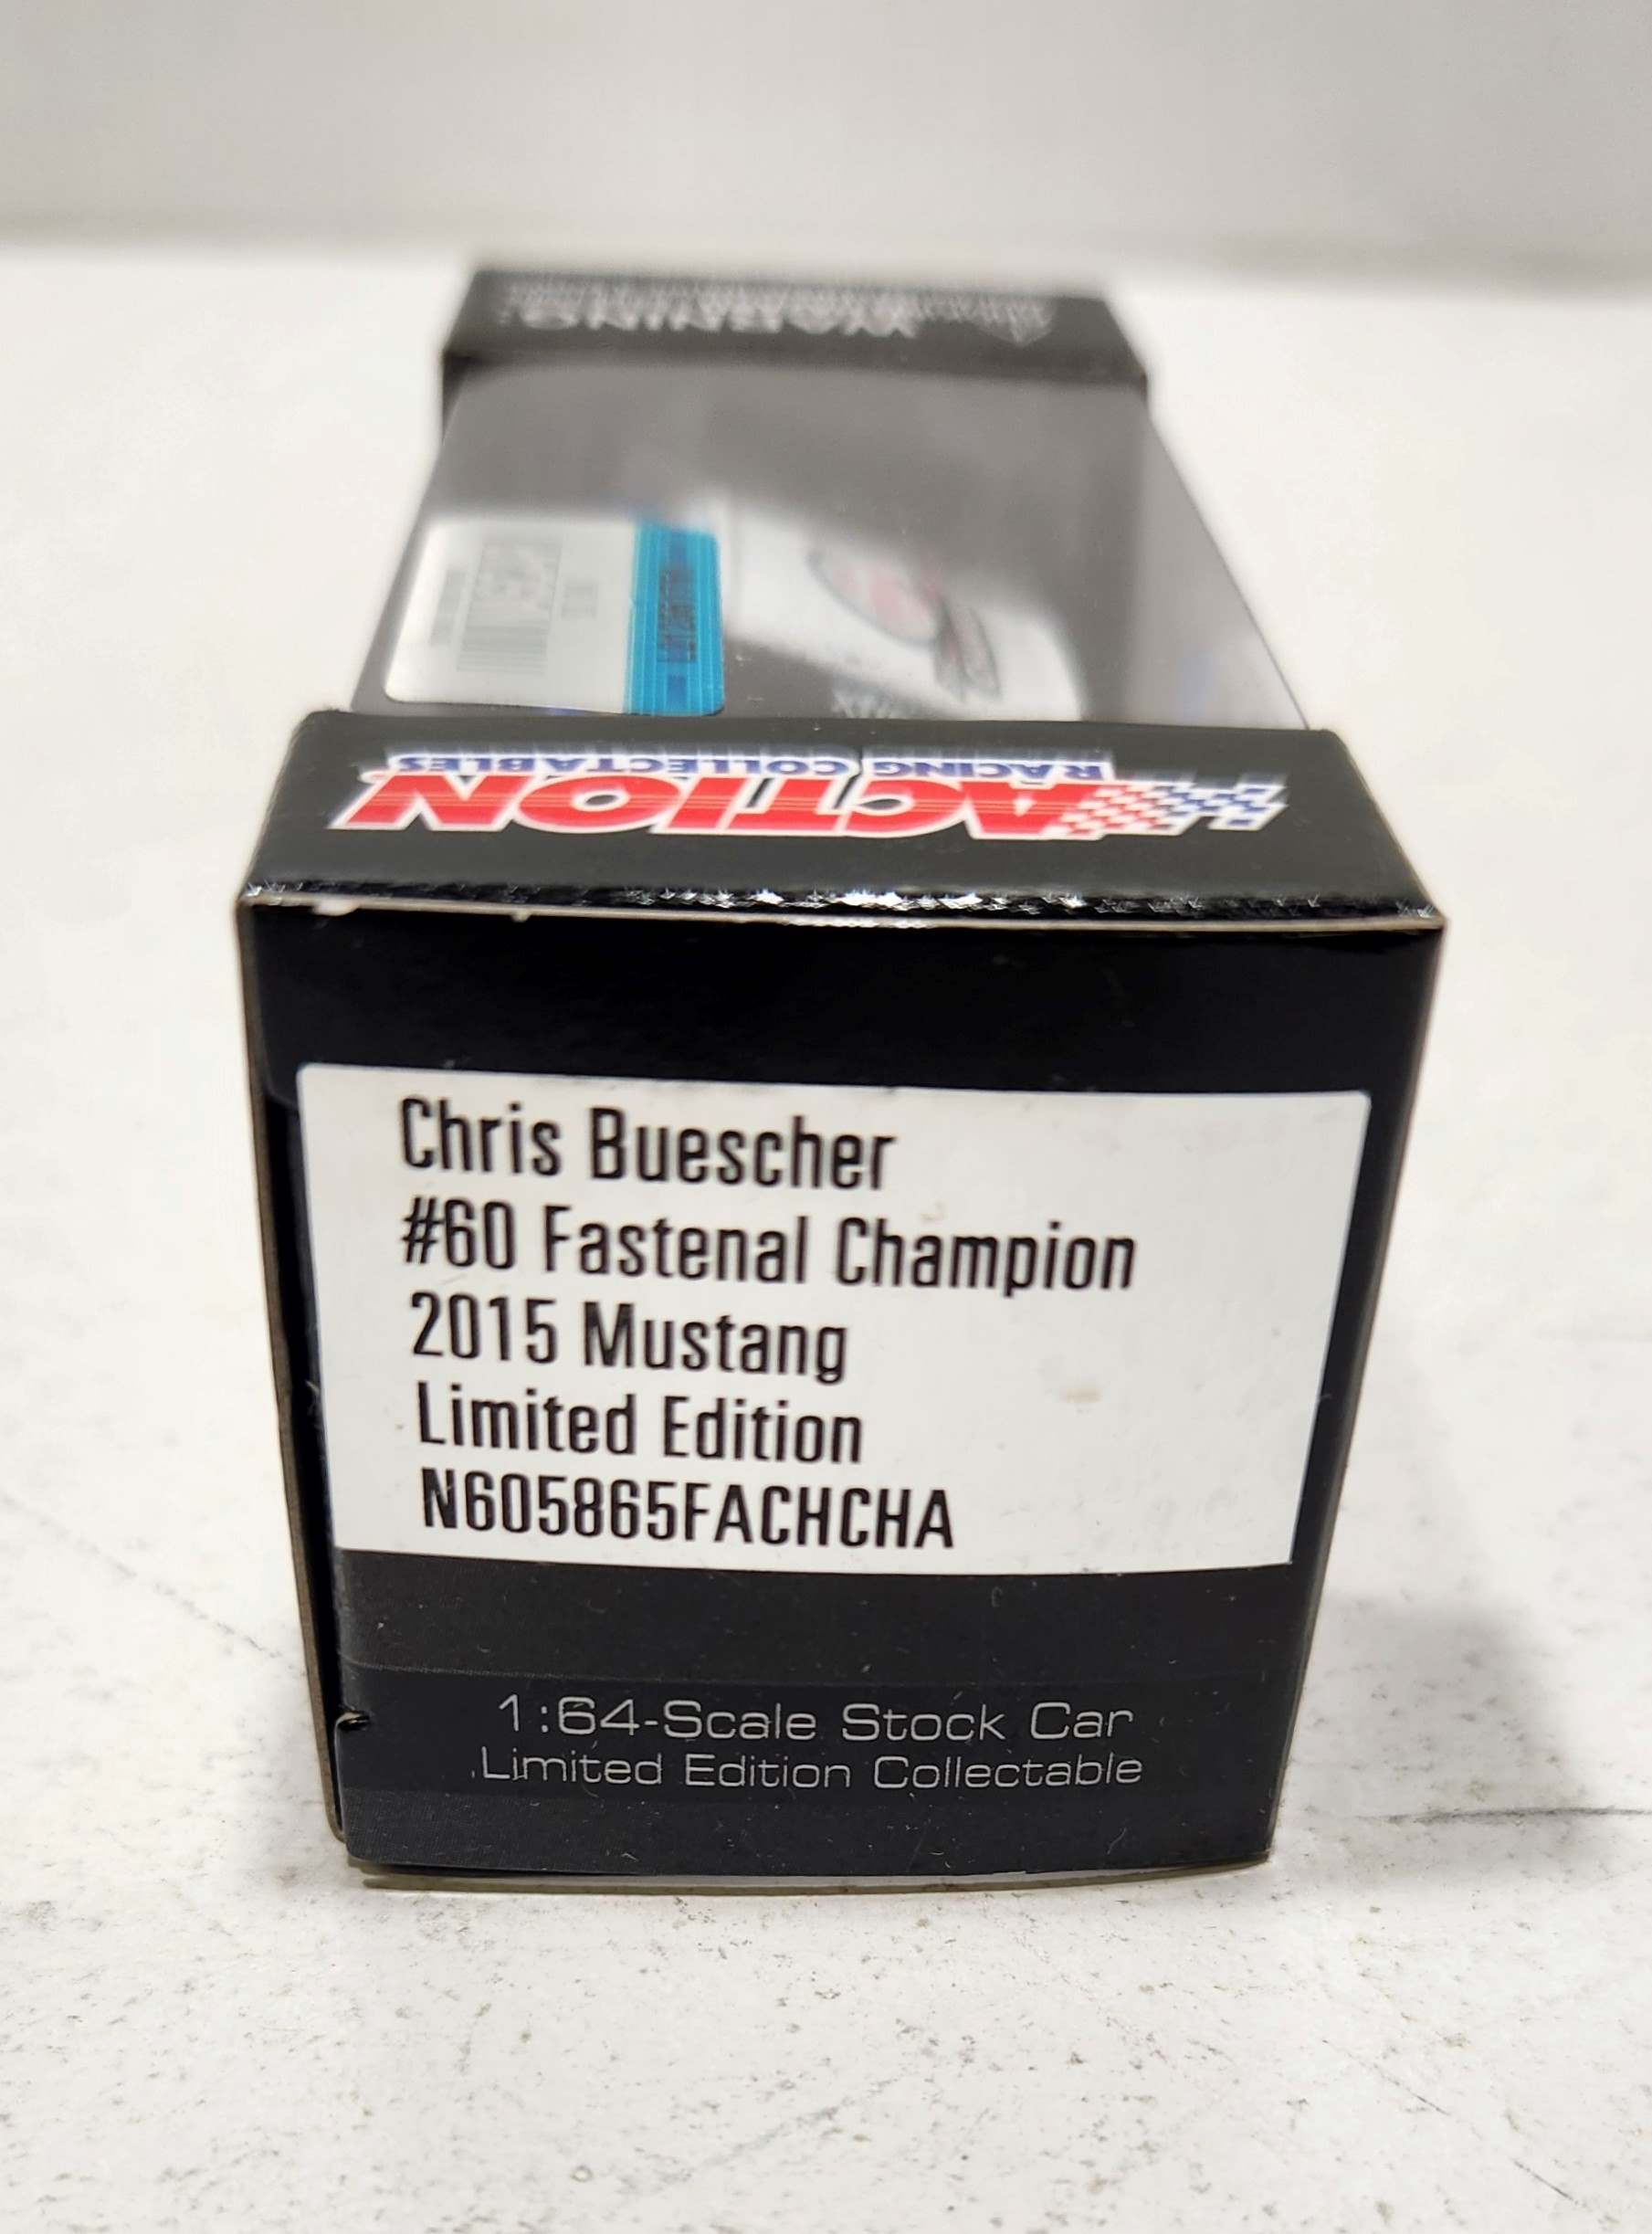 WARNING:
ACTION
RACING COLLECTABLES
Chris Buescher
#60 Fastenal Champion
2015 Mustang
Limited Edition
N605865FACHCHA
1:64-Scale Stock Car
Limited Edition Collectable